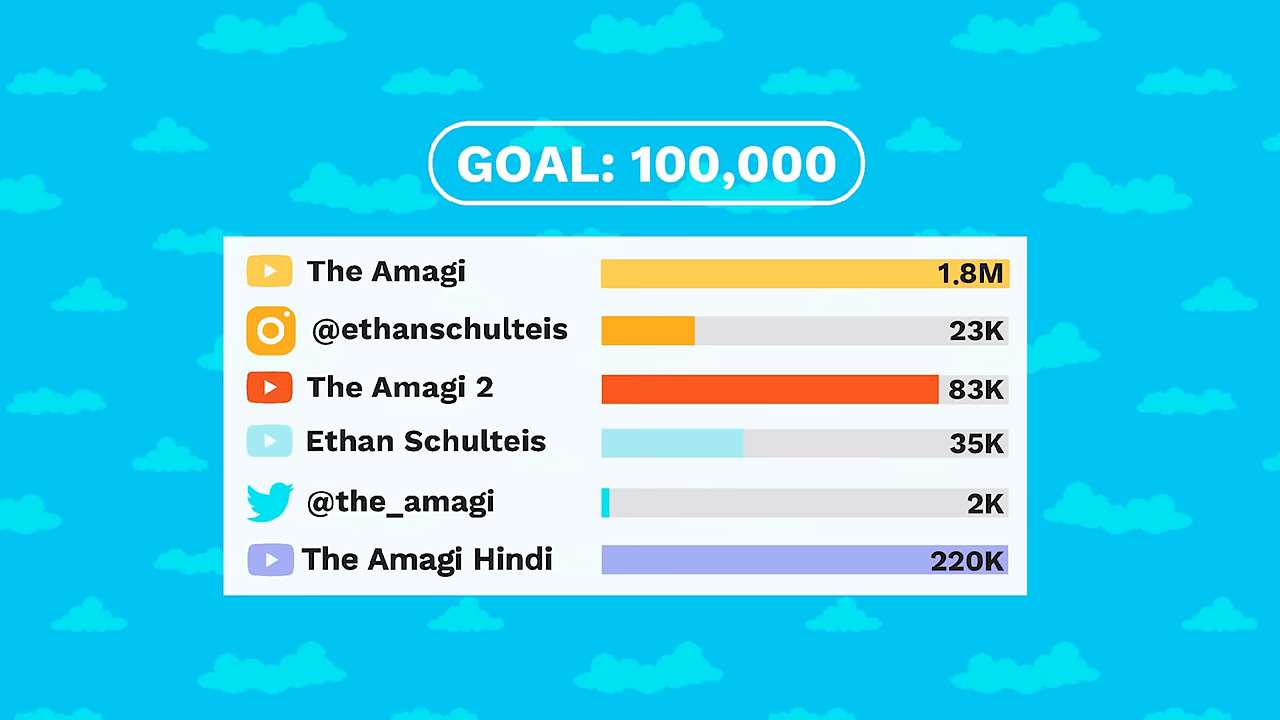 GOAL: 100,000
The Amagi 1.8M
@ethanschulteis 23K
The Amagi 2 83K
Ethan Schulteis 35K
@the_amagi 2K
The Amagi Hindi 220K